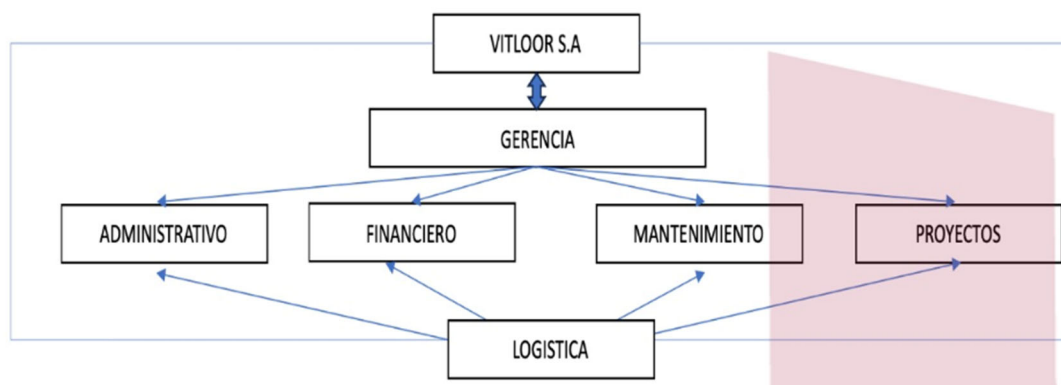 VITLOOR S.A
GERENCIA
ADMINISTRATIVO
FINANCIERO
MANTENIMIENTO
PROYECTOS
LOGISTICA